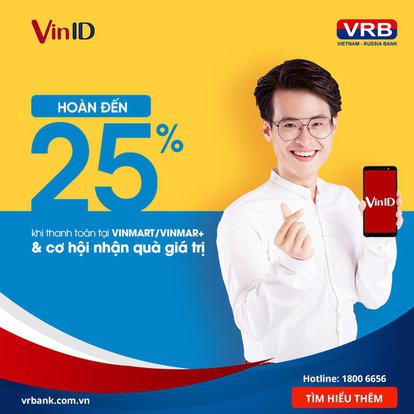 VinID
VRB
VIETNAM - RUSSIA BANK
HOÀN ĐẾN
25%
khi thanh toán tại VINMART/VINMAR+
& cơ hội nhận quà giá trị
VinID
Hotline: 1800 6656
vrbank.com.vn
TÌM HIỂU THÊM